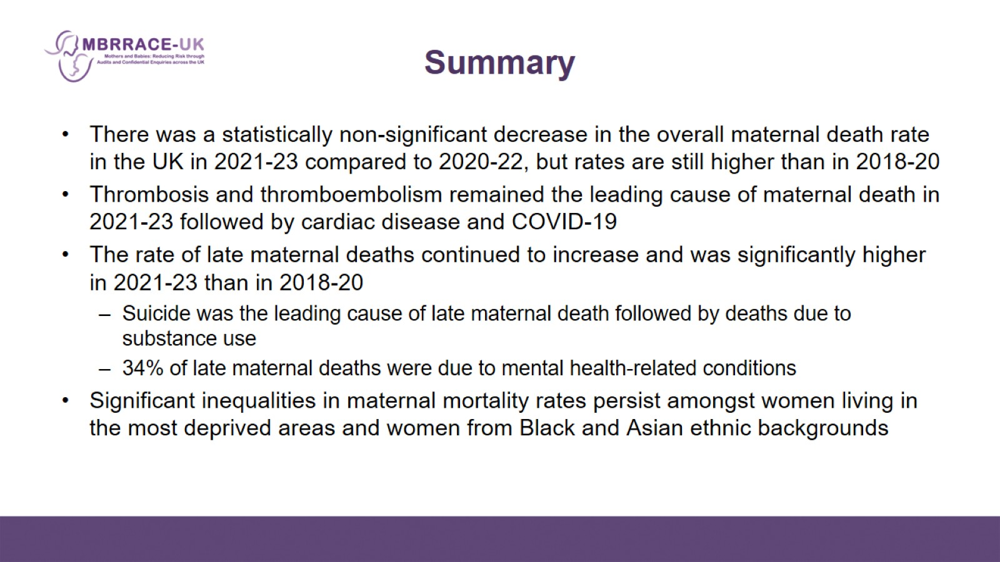 MBRRACE-UK
Mothers and Babies: Reducing Risk through
Audits and Confidential Enquiries across the UK
Summary
• There was a statistically non-significant decrease in the overall maternal death rate
in the UK in 2021-23 compared to 2020-22, but rates are still higher than in 2018-20
• Thrombosis and thromboembolism remained the leading cause of maternal death in
2021-23 followed by cardiac disease and COVID-19
• The rate of late maternal deaths continued to increase and was significantly higher
in 2021-23 than in 2018-20
– Suicide was the leading cause of late maternal death followed by deaths due to
substance use
– 34% of late maternal deaths were due to mental health-related conditions
• Significant inequalities in maternal mortality rates persist amongst women living in
the most deprived areas and women from Black and Asian ethnic backgrounds